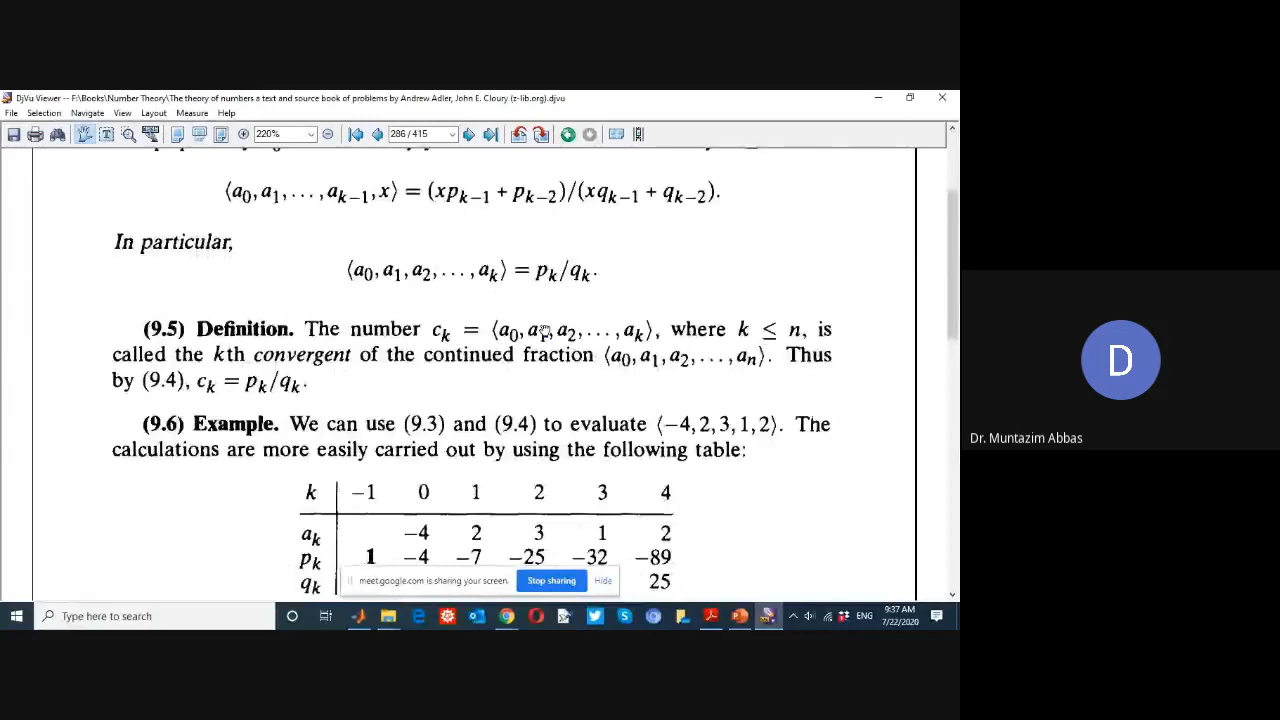 DjVu Viewer -- F:\Books\Number Theory\The theory of numbers a text and source book of problems by Andrew Adler, John E. Cloury (z-lib.org).djvu
File Selection Navigate View Layout Measure Help
220% 286 / 415
⟨a₀, a₁, . . . , aₖ₋₁, x⟩ = (xpₖ₋₁ + pₖ₋₂)/(xqₖ₋₁ + qₖ₋₂).
In particular,
⟨a₀, a₁, a₂, . . . , aₖ⟩ = pₖ/qₖ.
(9.5) Definition. The number cₖ = ⟨a₀, a₁, a₂, . . . , aₖ⟩, where k ≤ n, is
called the kth convergent of the continued fraction ⟨a₀, a₁, a₂, . . . , aₙ⟩. Thus
by (9.4), cₖ = pₖ/qₖ.
(9.6) Example. We can use (9.3) and (9.4) to evaluate ⟨−4, 2, 3, 1, 2⟩. The
calculations are more easily carried out by using the following table:
k −1 0 1 2 3 4
aₖ −4 2 3 1 2
pₖ 1 −4 −7 −25 −32 −89
qₖ 25
meet.google.com is sharing your screen. Stop sharing Hide
Type here to search
ENG
9:37 AM
7/22/2020
D
Dr. Muntazim Abbas